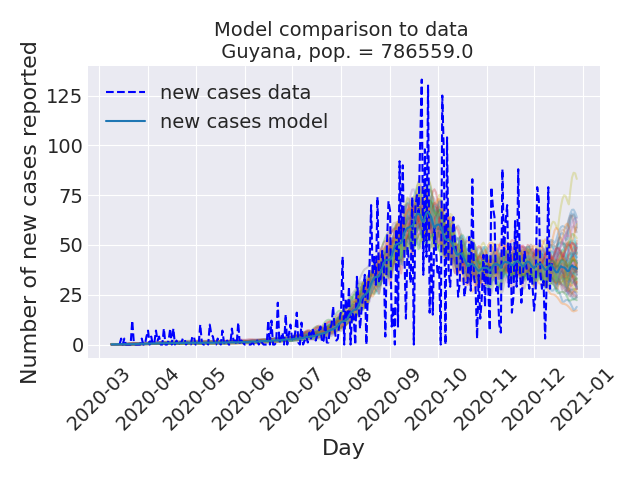 Model comparison to data
Guyana, pop. = 786559.0
Number of new cases reported
125
100
75
50
25
0
new cases data
new cases model
2020-03
2020-04
2020-05
2020-06
2020-07
2020-08
2020-09
2020-10
2020-11
2020-12
2021-01
Day